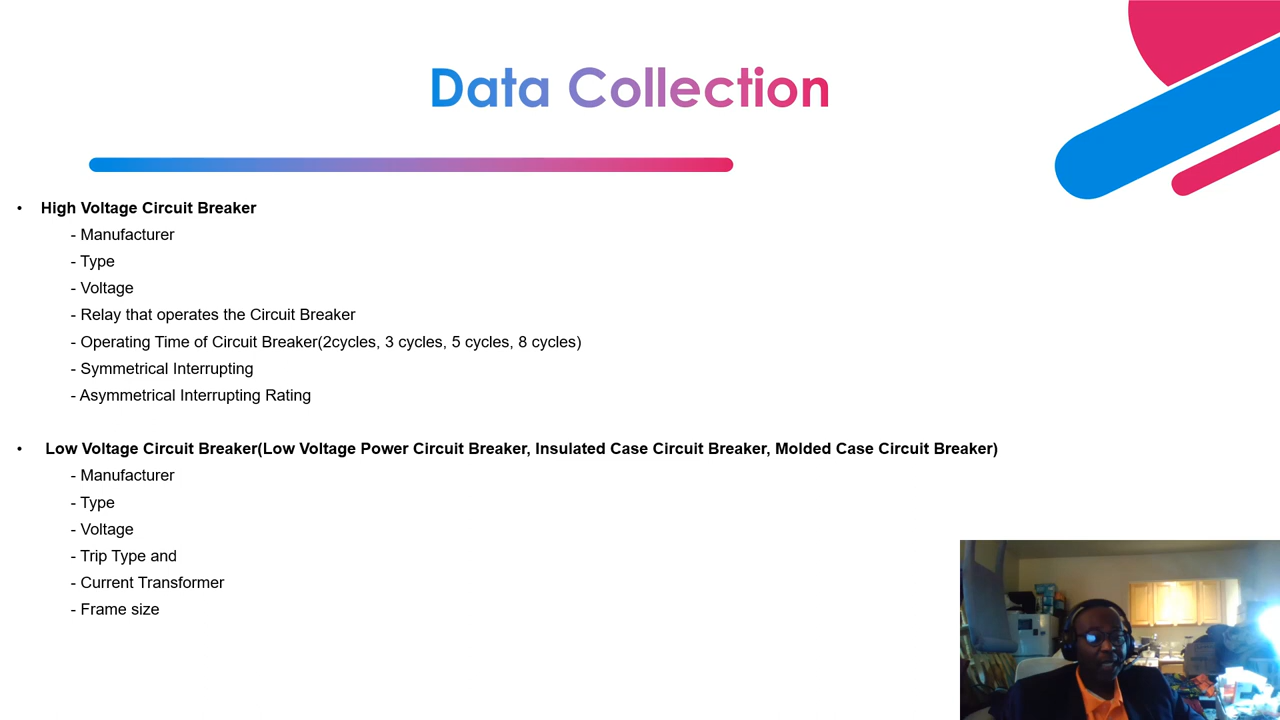 Data Collection
• High Voltage Circuit Breaker
- Manufacturer
- Type
- Voltage
- Relay that operates the Circuit Breaker
- Operating Time of Circuit Breaker(2cycles, 3 cycles, 5 cycles, 8 cycles)
- Symmetrical Interrupting
- Asymmetrical Interrupting Rating
• Low Voltage Circuit Breaker(Low Voltage Power Circuit Breaker, Insulated Case Circuit Breaker, Molded Case Circuit Breaker)
- Manufacturer
- Type
- Voltage
- Trip Type and
- Current Transformer
- Frame size